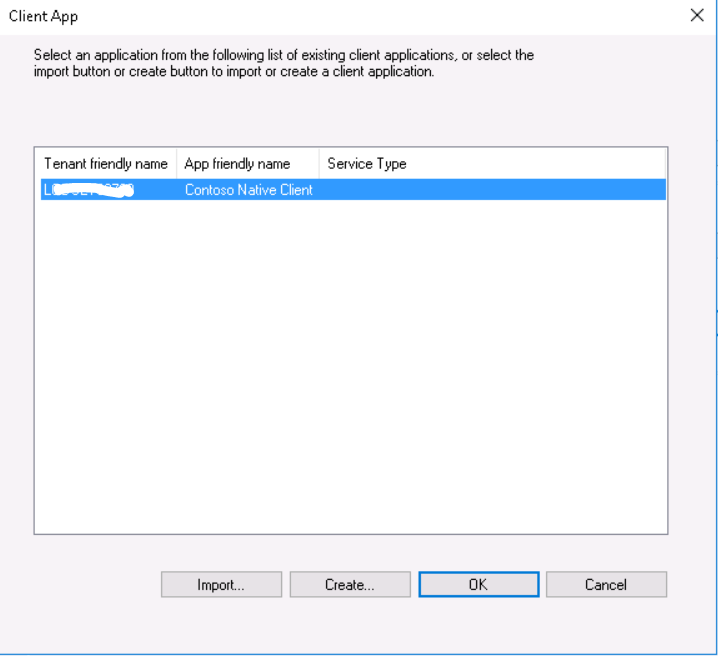 Client App
Select an application from the following list of existing client applications, or select the
import button or create button to import or create a client application.
Tenant friendly name App friendly name Service Type
Contoso Native Client
Import... Create... OK Cancel